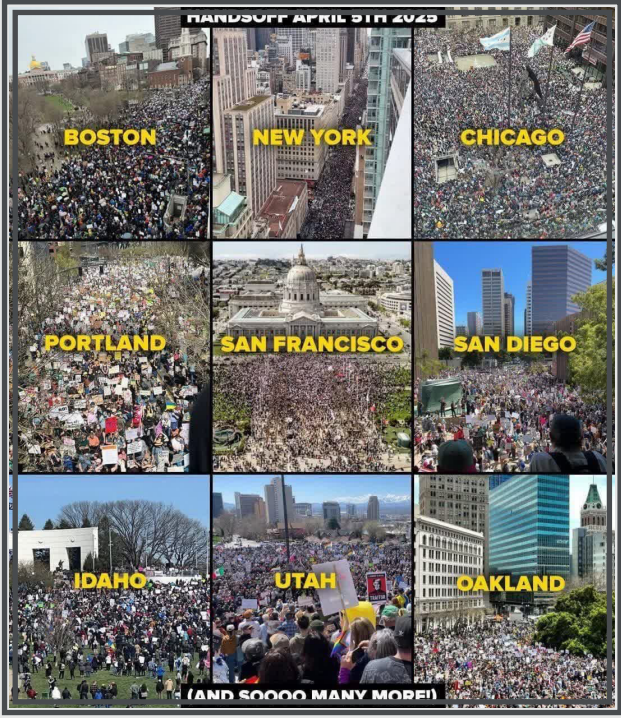 HANDSOFF APRIL 5TH 2025
BOSTON
NEW YORK
CHICAGO
PORTLAND
SAN FRANCISCO
SAN DIEGO
IDAHO
UTAH
OAKLAND
(AND SOOOO MANY MORE!)